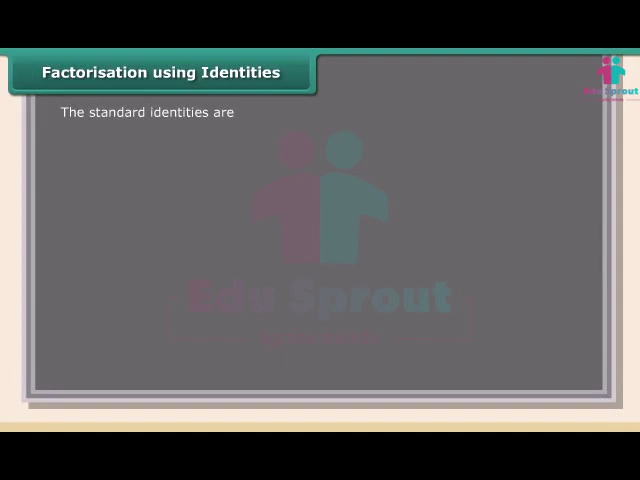 Factorisation using Identities
Edu Sprout
The standard identities are
Edu Sprout